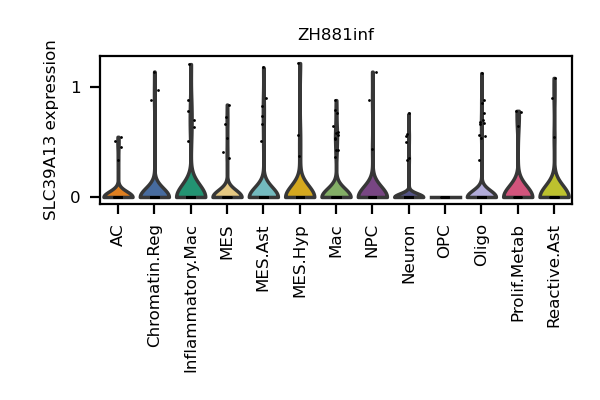 ZH881inf
SLC39A13 expression
1
0
AC
Chromatin.Reg
Inflammatory.Mac
MES
MES.Ast
MES.Hyp
Mac
NPC
Neuron
OPC
Oligo
Prolif.Metab
Reactive.Ast